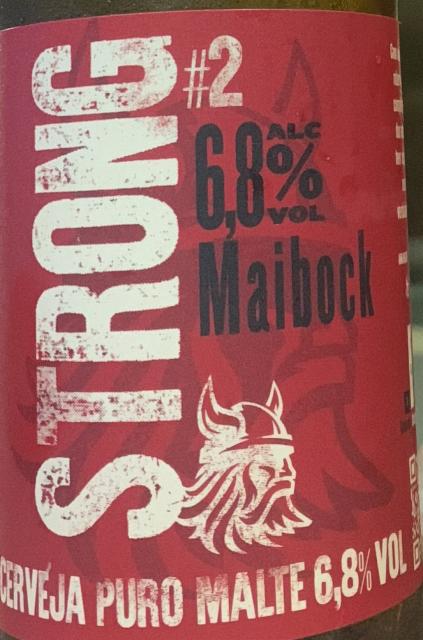 STRONG
#2
6,8% ALC VOL
Maibock
CERVEJA PURO MALTE 6,8% VOL